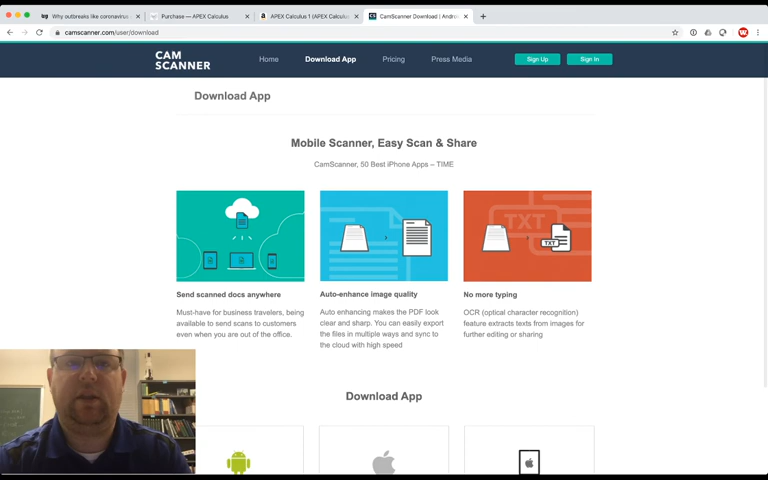 Why outbreaks like coronavirus
Purchase — APEX Calculus
APEX Calculus 1 (APEX Calculus
CamScanner Download | Androi
camscanner.com/user/download
CAM
SCANNER
Home
Download App
Pricing
Press Media
Sign Up
Sign In
Download App
Mobile Scanner, Easy Scan & Share
CamScanner, 50 Best iPhone Apps – TIME
TXT
TXT
Send scanned docs anywhere
Must-have for business travelers, being
available to send scans to customers
even when you are out of the office.
Auto-enhance image quality
Auto enhancing makes the PDF look
clear and sharp. You can easily export
the files in multiple ways and sync to
the cloud with high speed
No more typing
OCR (optical character recognition)
feature extracts texts from images for
further editing or sharing
Download App